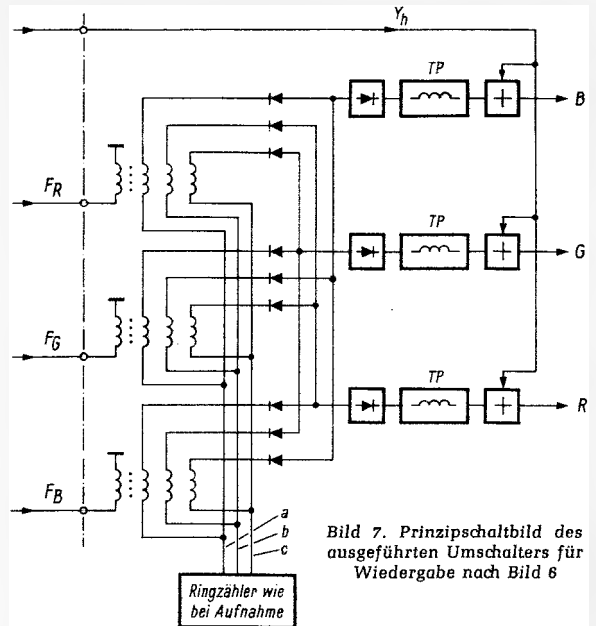 Y_h
TP
B
F_R
TP
G
F_G
TP
R
F_B
a
b
c
Bild 7. Prinzipschaltbild des
ausgeführten Umschalters für
Wiedergabe nach Bild 6
Ringzähler wie
bei Aufnahme